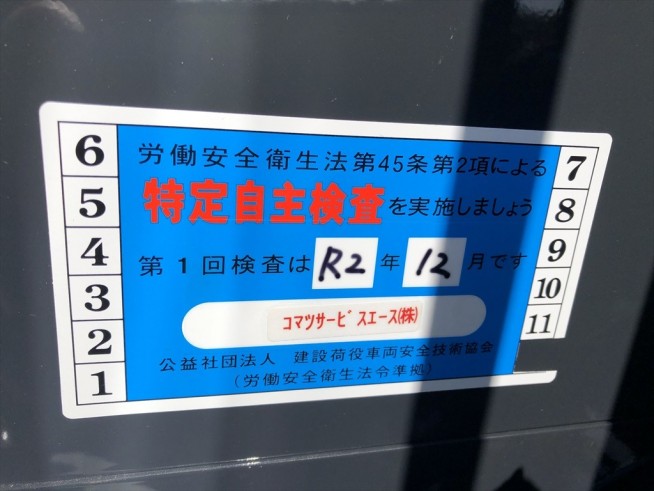 労働安全衛生法第45条第2項による
特定自主検査を実施しましょう
第1回検査は R2 年 12 月です
コマツサービスエース(株)
公益社団法人 建設荷役車両安全技術協会
(労働安全衛生法令準拠)
6
5
4
3
2
1
7
8
9
10
11